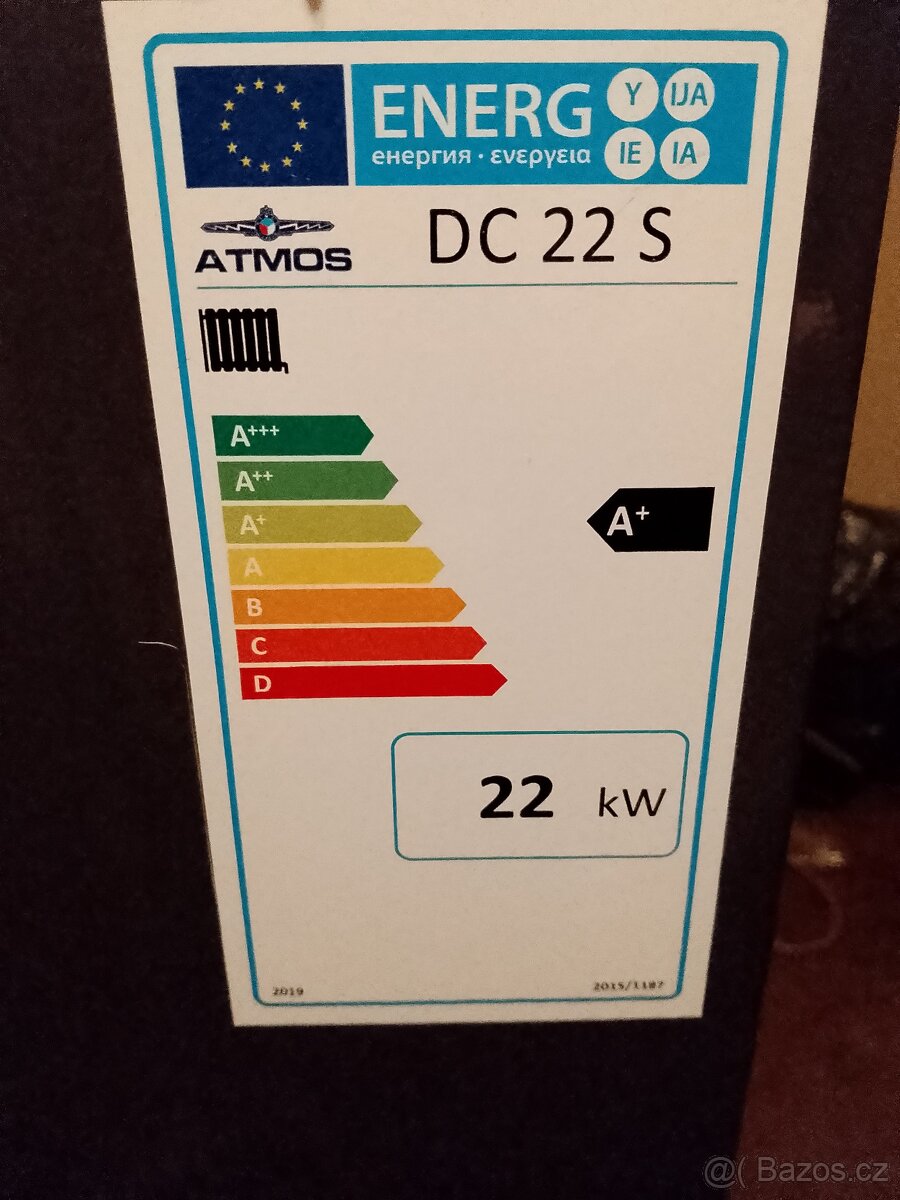 ENERG Y IJA
енергия · ενεργεια IE IA
ATMOS DC 22 S
A+++
A++
A+
A+
A
B
C
D
22 kW
2019 2015/1187
@( Bazos.cz